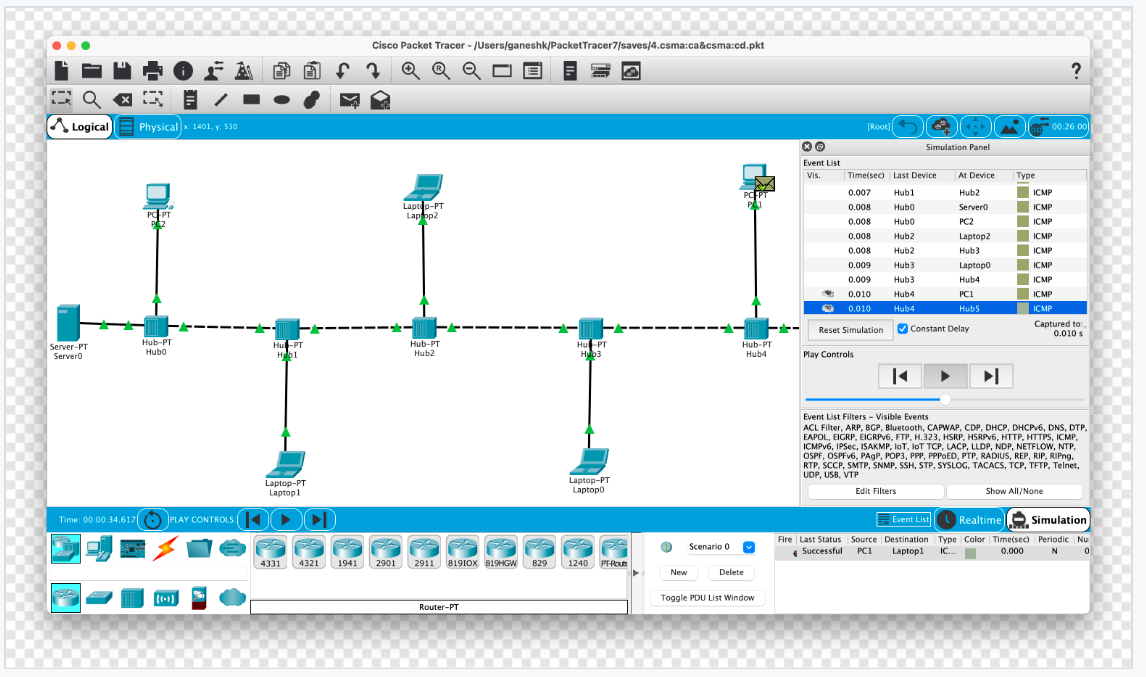 Cisco Packet Tracer - /Users/ganeshk/PacketTracer7/saves/4.csma:ca&csma:cd.pkt
?
Logical
Physical
x: 1401, y: 530
[Root]
00:26:00
PC-PT
PC2
Laptop-PT
Laptop2
PC-PT
PC1
Server-PT
Server0
Hub-PT
Hub0
Hub-PT
Hub1
Hub-PT
Hub2
Hub-PT
Hub3
Hub-PT
Hub4
Laptop-PT
Laptop1
Laptop-PT
Laptop0
Simulation Panel
Event List
Vis. Time(sec) Last Device At Device Type
0.007 Hub1 Hub2 ICMP
0.008 Hub0 Server0 ICMP
0.008 Hub0 PC2 ICMP
0.008 Hub2 Laptop2 ICMP
0.008 Hub2 Hub3 ICMP
0.009 Hub3 Laptop0 ICMP
0.009 Hub3 Hub4 ICMP
0.010 Hub4 PC1 ICMP
0.010 Hub4 Hub5 ICMP
Reset Simulation
Constant Delay
Captured to:
0.010 s
Play Controls
Event List Filters - Visible Events
ACL Filter, ARP, BGP, Bluetooth, CAPWAP, CDP, DHCP, DHCPv6, DNS, DTP,
EAPOL, EIGRP, EIGRPv6, FTP, H.323, HSRP, HSRPv6, HTTP, HTTPS, ICMP,
ICMPv6, IPSec, ISAKMP, IoT, IoT TCP, LACP, LLDP, NDP, NETFLOW, NTP,
OSPF, OSPFv6, PAgP, POP3, PPP, PPPoED, PTP, RADIUS, REP, RIP, RIPng,
RTP, SCCP, SMTP, SNMP, SSH, STP, SYSLOG, TACACS, TCP, TFTP, Telnet,
UDP, USB, VTP
Edit Filters
Show All/None
Time: 00:00:34.617
PLAY CONTROLS:
Event List
Realtime
Simulation
4331 4321 1941 2901 2911 819IOX 819HGW 829 1240 PT-Route
Router-PT
Scenario 0
New
Delete
Toggle PDU List Window
Fire Last Status Source Destination Type Color Time(sec) Periodic Nu
Successful PC1 Laptop1 IC... 0.000 N 0